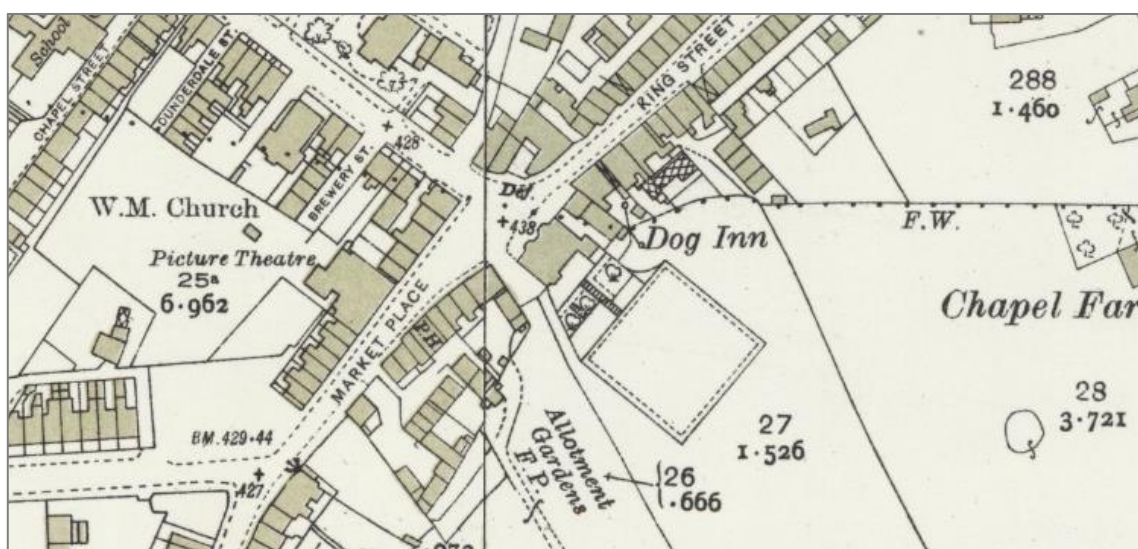 School
CHAPEL STREET
DUNDERDALE ST.
428
BREWERY ST.
W.M. Church
Picture Theatre
25a
6.962
MARKET PLACE
P.H.
BM. 429.44
427
KING STREET
Def.
438
Dog Inn
288
1.460
F.W.
Chapel Far
28
3.721
27
1.526
Allotment
Gardens
F.P.
26
.666